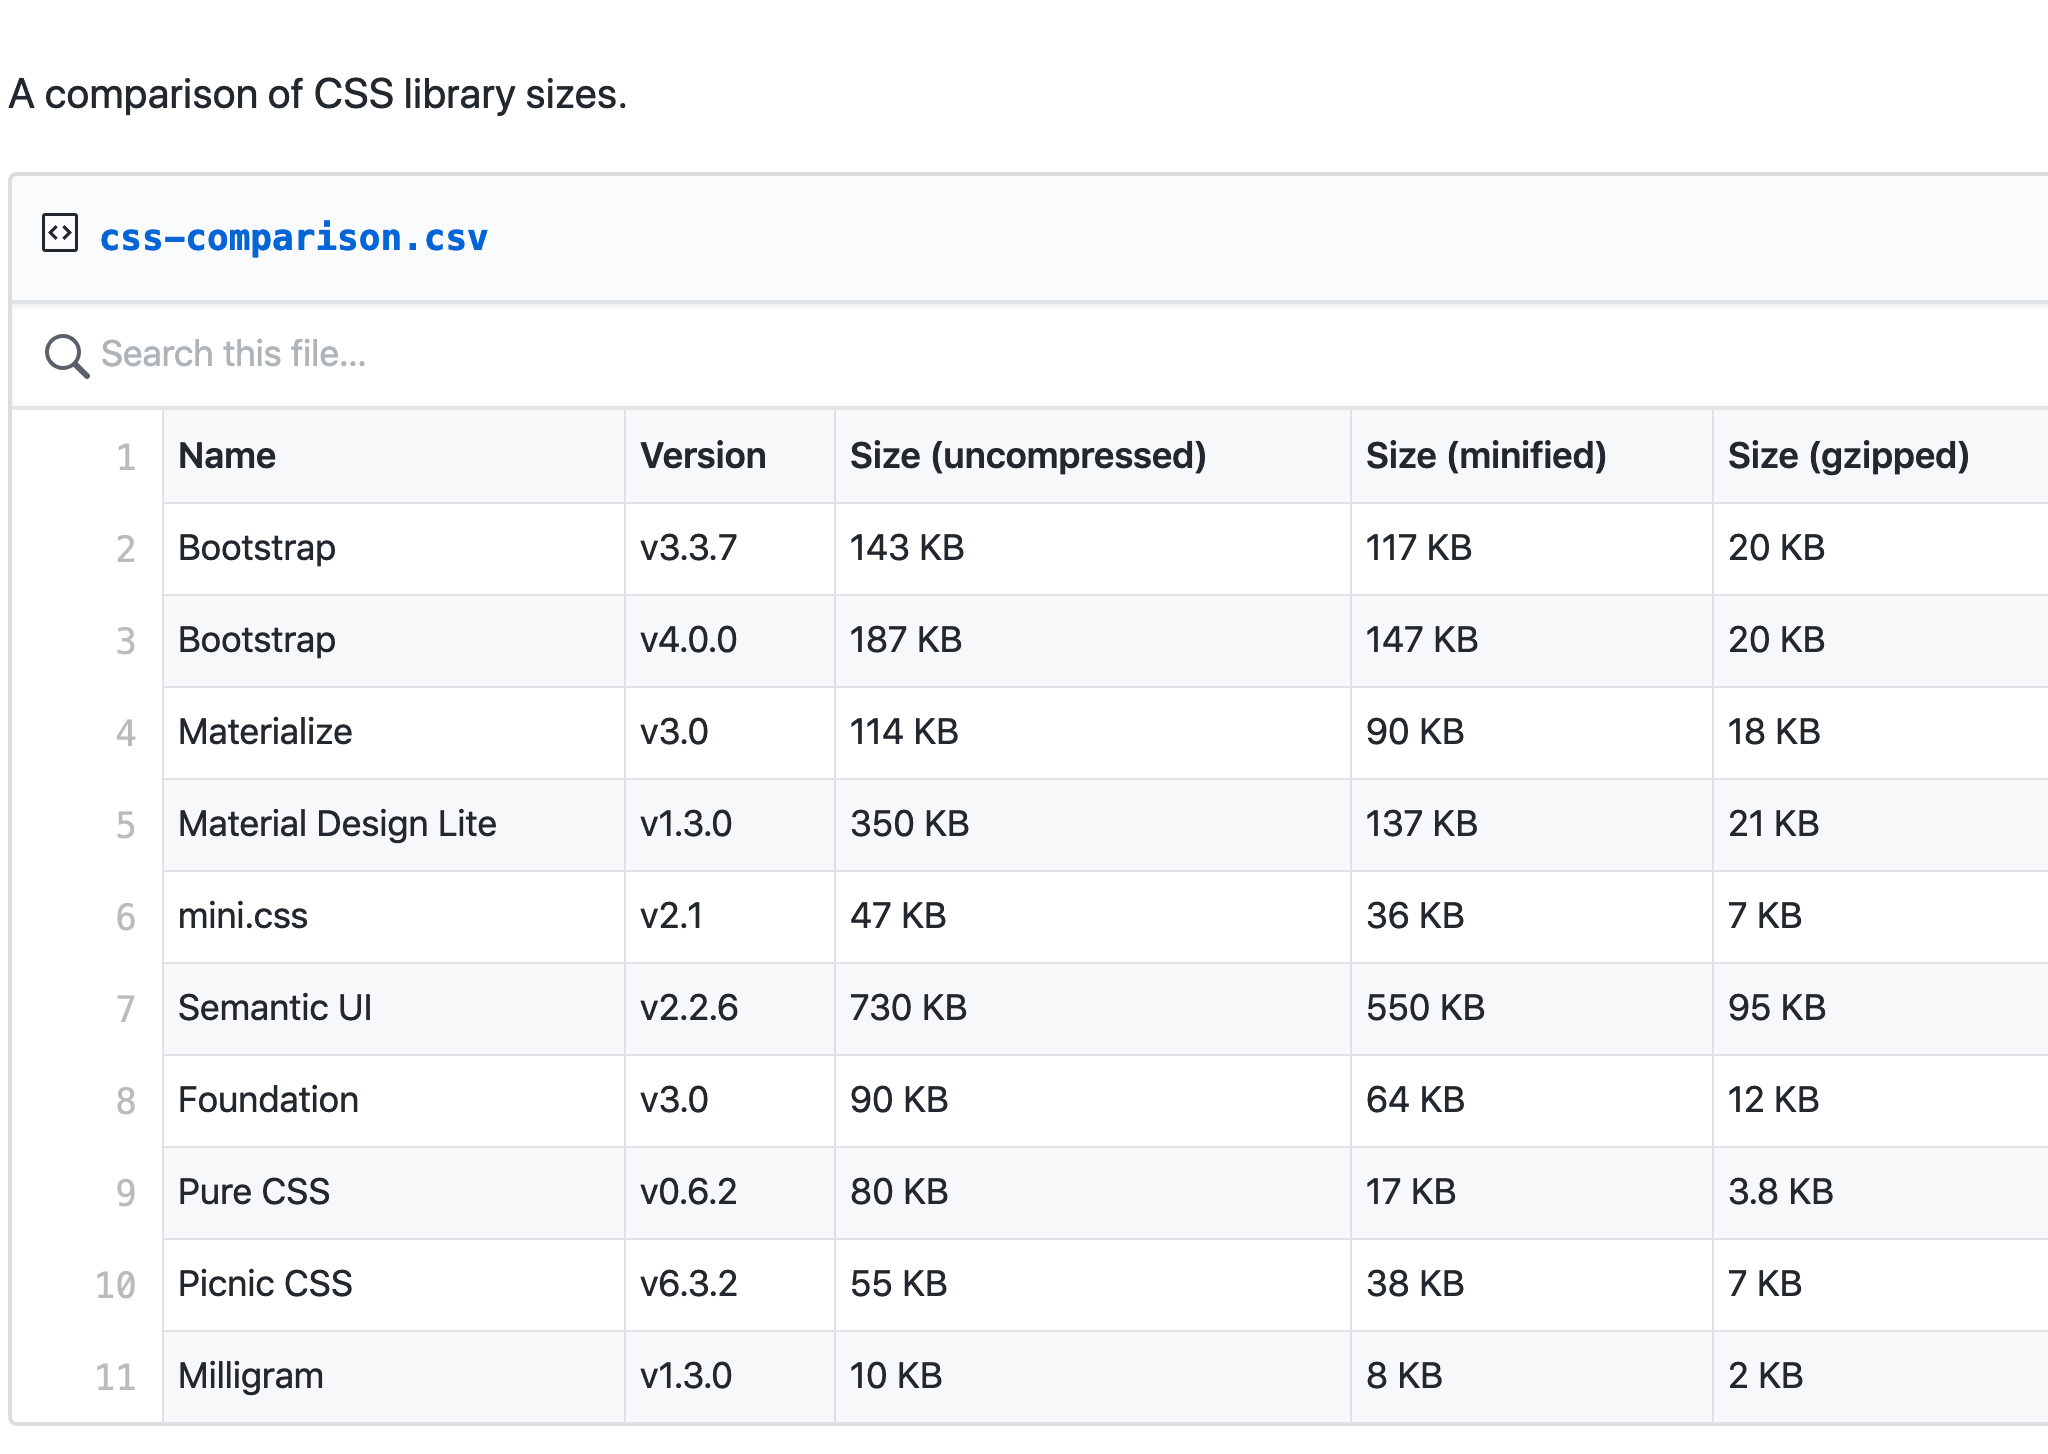 A comparison of CSS library sizes.
css-comparison.csv
Search this file...
1 Name Version Size (uncompressed) Size (minified) Size (gzipped)
2 Bootstrap v3.3.7 143 KB 117 KB 20 KB
3 Bootstrap v4.0.0 187 KB 147 KB 20 KB
4 Materialize v3.0 114 KB 90 KB 18 KB
5 Material Design Lite v1.3.0 350 KB 137 KB 21 KB
6 mini.css v2.1 47 KB 36 KB 7 KB
7 Semantic UI v2.2.6 730 KB 550 KB 95 KB
8 Foundation v3.0 90 KB 64 KB 12 KB
9 Pure CSS v0.6.2 80 KB 17 KB 3.8 KB
10 Picnic CSS v6.3.2 55 KB 38 KB 7 KB
11 Milligram v1.3.0 10 KB 8 KB 2 KB